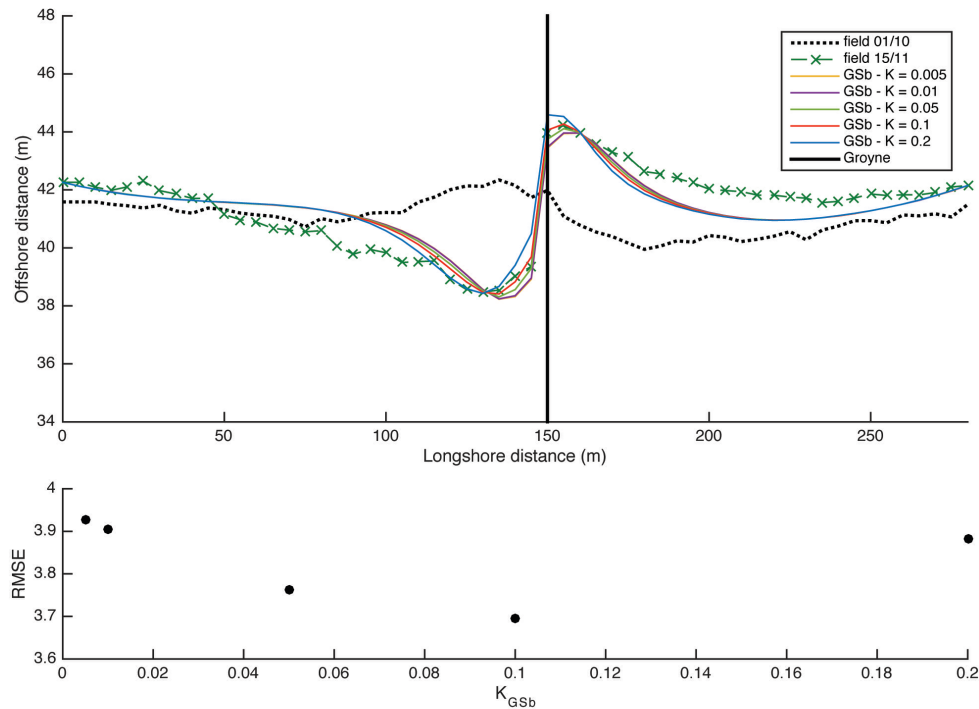 48
46
44
42
40
38
36
34
Offshore distance (m)
0
50
100
150
200
250
Longshore distance (m)
field 01/10
field 15/11
GSb - K = 0.005
GSb - K = 0.01
GSb - K = 0.05
GSb - K = 0.1
GSb - K = 0.2
Groyne
4
3.9
3.8
3.7
3.6
RMSE
0
0.02
0.04
0.06
0.08
0.1
0.12
0.14
0.16
0.18
0.2
K_GSb